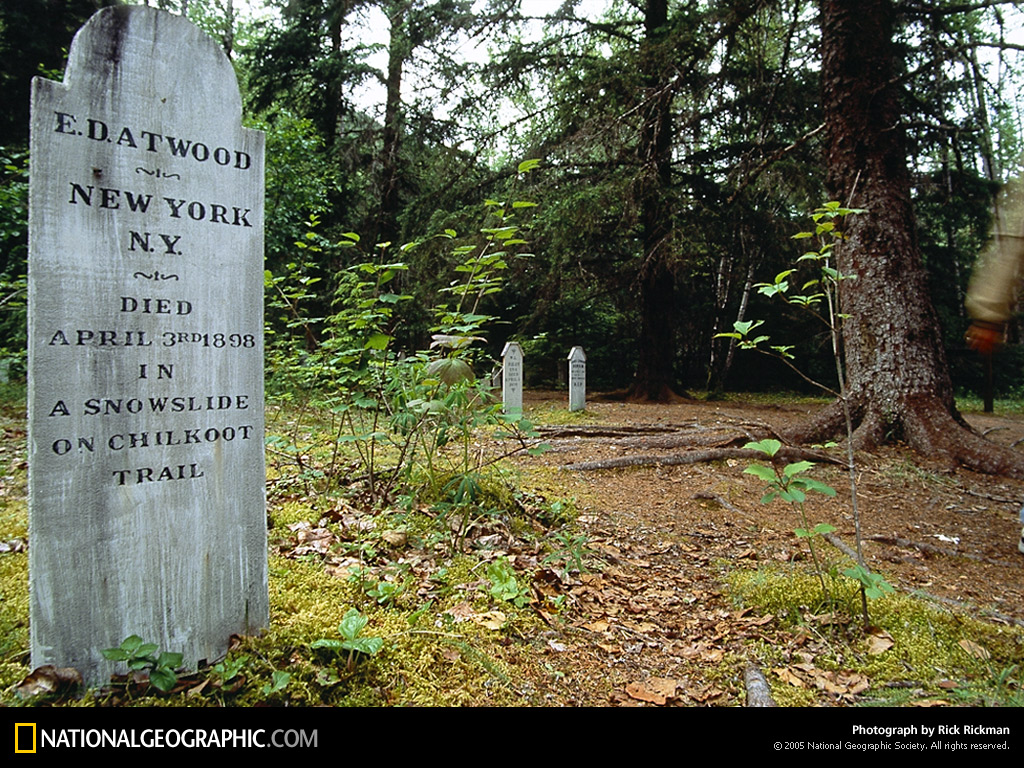 E.D. ATWOOD
NEW YORK
N.Y.
DIED
APRIL 3RD 1898
IN
A SNOWSLIDE
ON CHILKOOT
TRAIL
NATIONALGEOGRAPHIC.COM
Photograph by Rick Rickman
© 2005 National Geographic Society. All rights reserved.